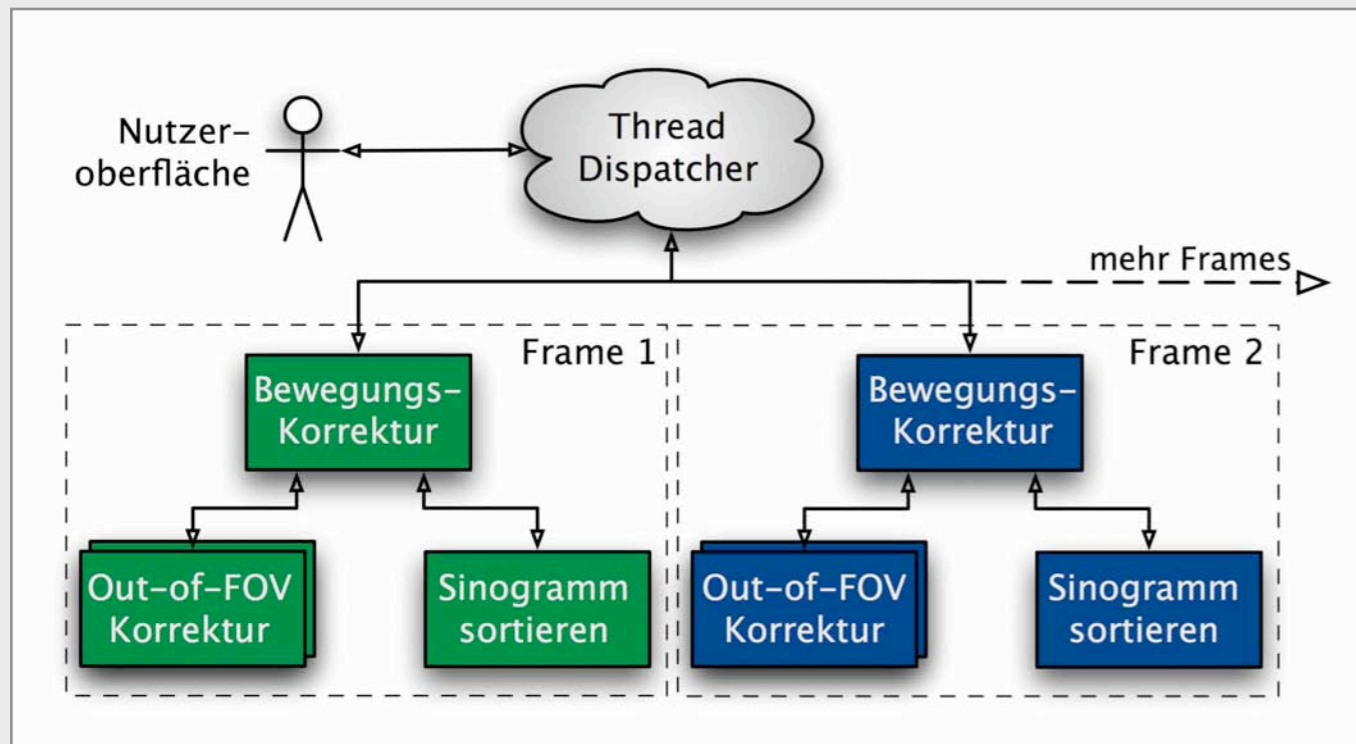 Nutzer-
oberfläche
Thread
Dispatcher
mehr Frames
Frame 1
Bewegungs-
Korrektur
Out-of-FOV
Korrektur
Sinogramm
sortieren
Frame 2
Bewegungs-
Korrektur
Out-of-FOV
Korrektur
Sinogramm
sortieren